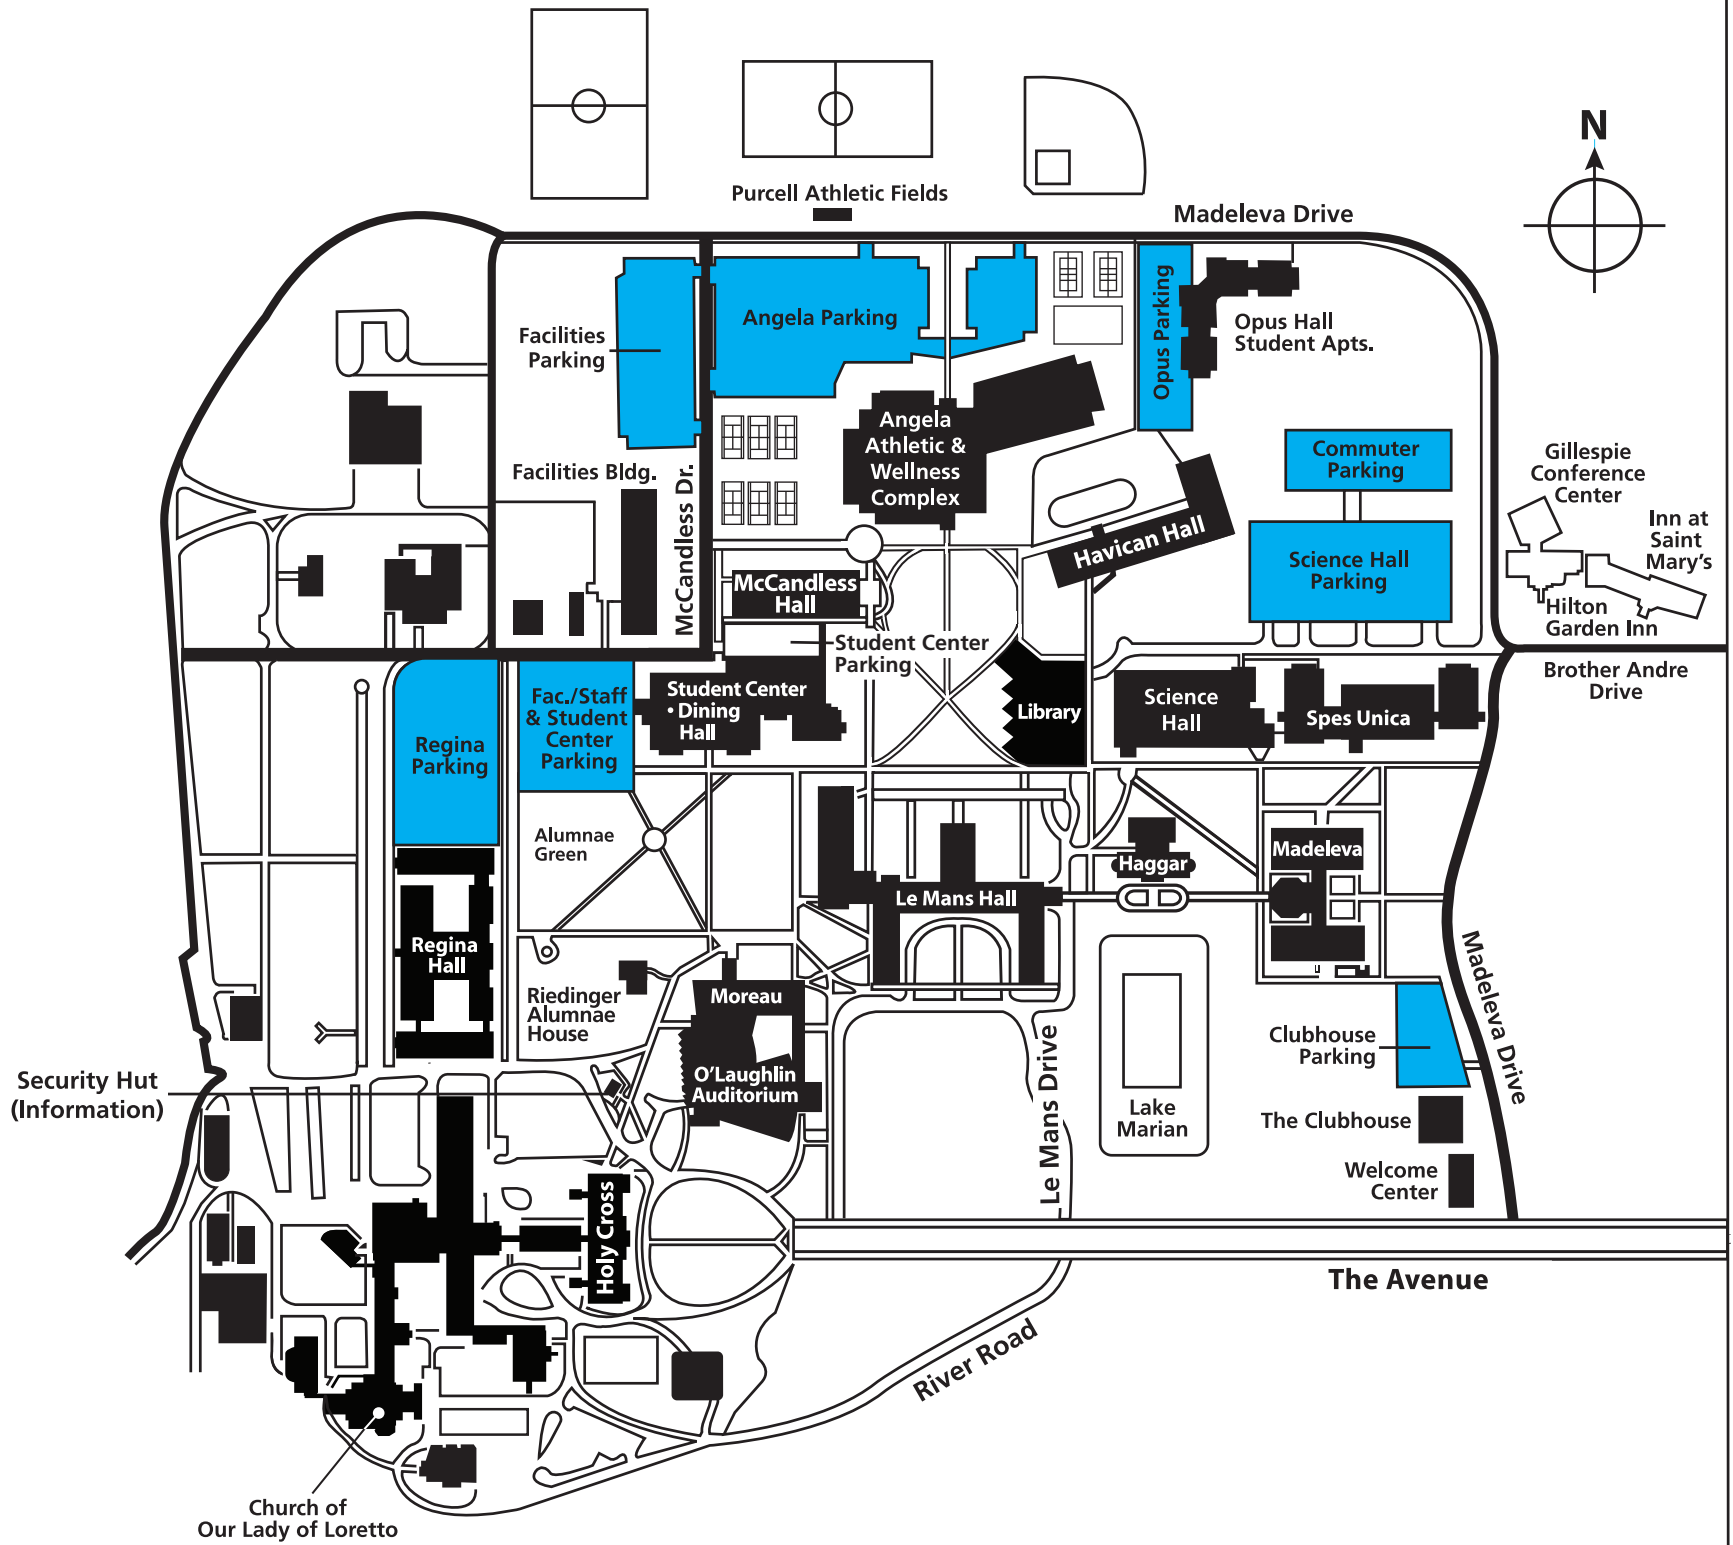 N
Purcell Athletic Fields
Madeleva Drive
Facilities
Parking
Angela Parking
Opus Parking
Opus Hall
Student Apts.
Angela
Athletic &
Wellness
Complex
Commuter
Parking
Gillespie
Conference
Center
Facilities Bldg.
McCandless Dr.
Havican Hall
Science Hall
Parking
Inn at
Saint
Mary's
McCandless
Hall
Hilton
Garden Inn
Student Center
Parking
Brother Andre
Drive
Fac./Staff
& Student
Center
Parking
Student Center
• Dining
Hall
Library
Science
Hall
Spes Unica
Regina
Parking
Alumnae
Green
Haggar
Madeleva
Le Mans Hall
Regina
Hall
Madeleva Drive
Riedinger
Alumnae
House
Moreau
Clubhouse
Parking
Le Mans Drive
Security Hut
(Information)
O'Laughlin
Auditorium
Lake
Marian
The Clubhouse
Welcome
Center
Holy Cross
The Avenue
River Road
Church of
Our Lady of Loretto